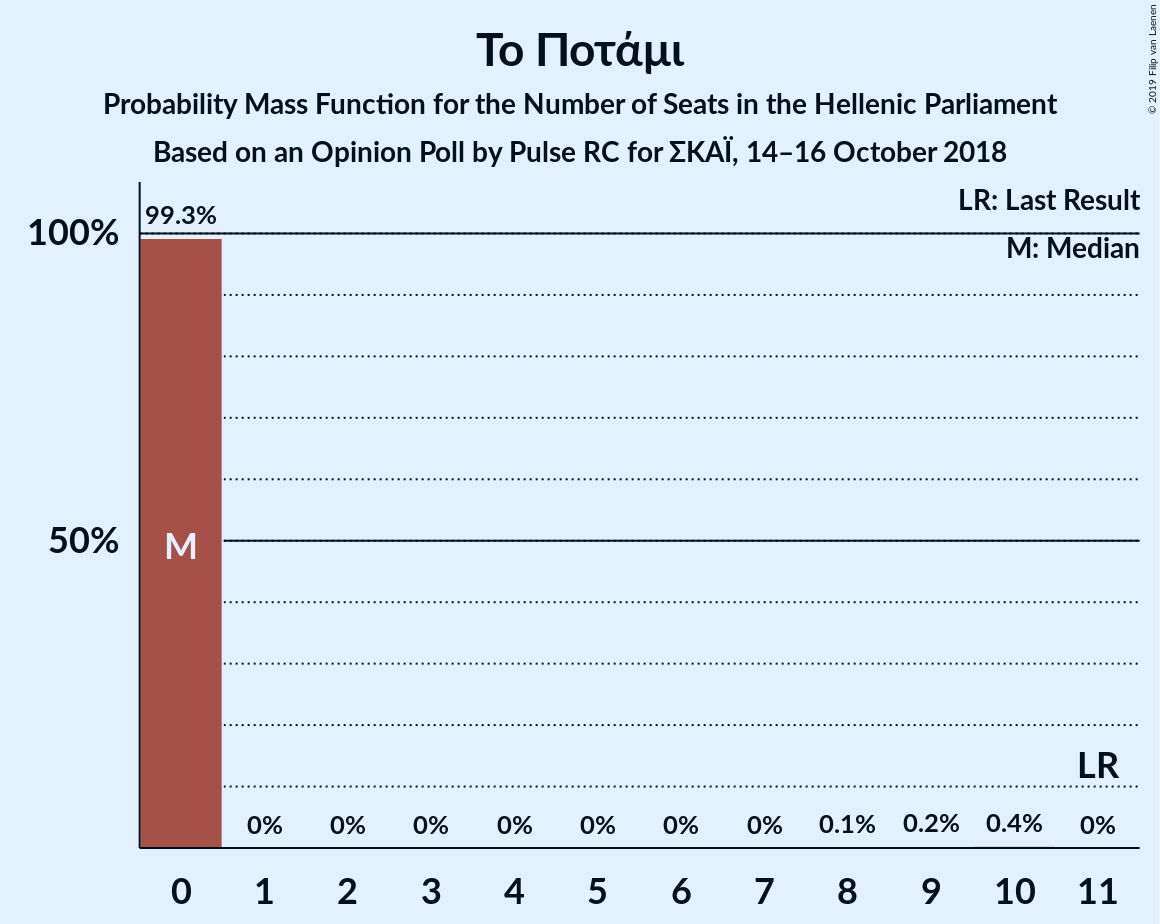 Το Ποτάμι
Probability Mass Function for the Number of Seats in the Hellenic Parliament
Based on an Opinion Poll by Pulse RC for ΣΚΑΪ, 14–16 October 2018
© 2019 Filip van Laenen
LR: Last Result
M: Median
99.3%
100%
50%
M
LR
0% 0% 0% 0% 0% 0% 0% 0.1% 0.2% 0.4% 0%
0 1 2 3 4 5 6 7 8 9 10 11